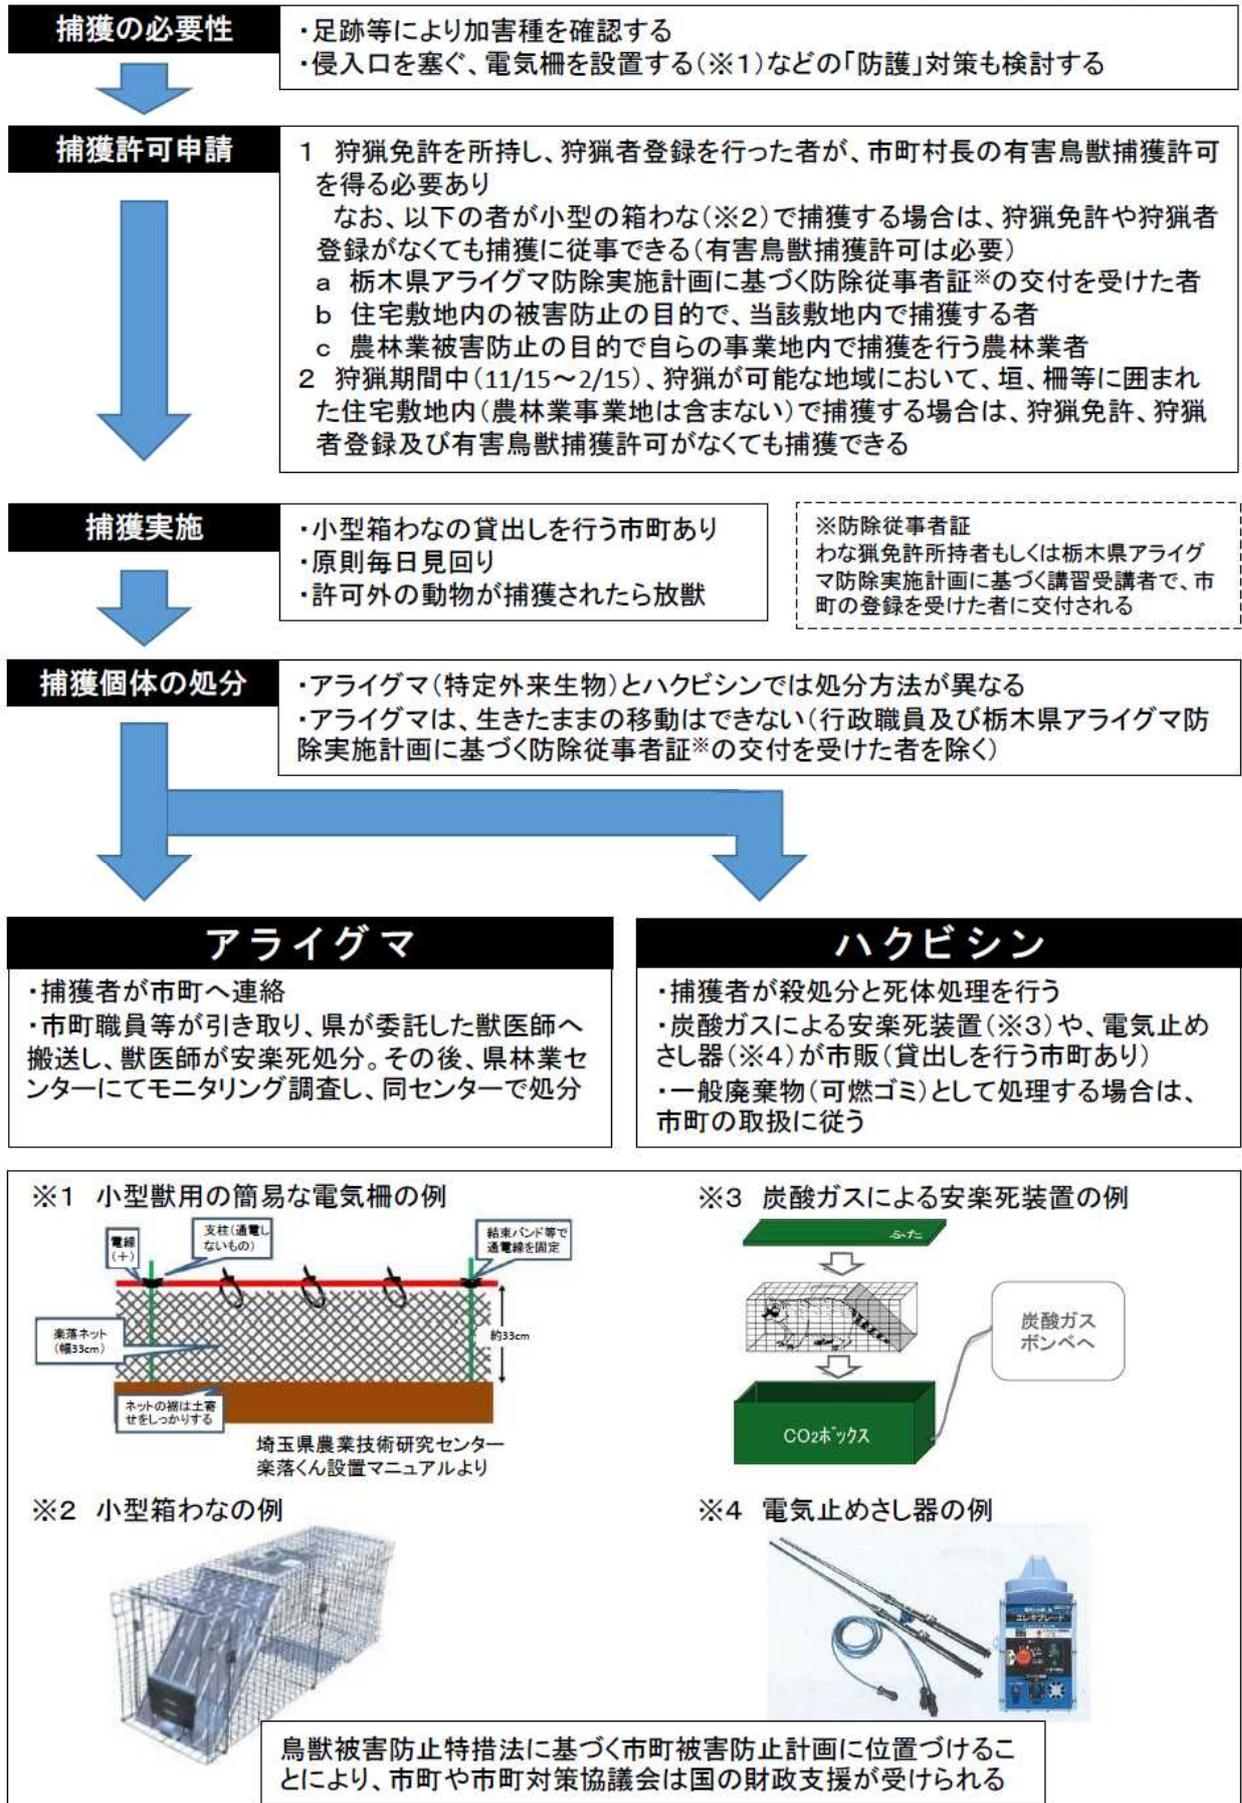 捕獲の必要性
・足跡等により加害種を確認する
・侵入口を塞ぐ、電気柵を設置する(※1)などの「防護」対策も検討する
捕獲許可申請
1 狩猟免許を所持し、狩猟者登録を行った者が、市町村長の有害鳥獣捕獲許可
を得る必要あり
なお、以下の者が小型の箱わな(※2)で捕獲する場合は、狩猟免許や狩猟者
登録がなくても捕獲に従事できる(有害鳥獣捕獲許可は必要)
a 栃木県アライグマ防除実施計画に基づく防除従事者証※の交付を受けた者
b 住宅敷地内の被害防止の目的で、当該敷地内で捕獲する者
c 農林業被害防止の目的で自らの事業地内で捕獲を行う農林業者
2 狩猟期間中(11/15~2/15)、狩猟が可能な地域において、垣、柵等に囲まれ
た住宅敷地内(農林業事業地は含まない)で捕獲する場合は、狩猟免許、狩猟
者登録及び有害鳥獣捕獲許可がなくても捕獲できる
捕獲実施
・小型箱わなの貸出しを行う市町あり
・原則毎日見回り
・許可外の動物が捕獲されたら放獣
※防除従事者証
わな猟免許所持者もしくは栃木県アライグ
マ防除実施計画に基づく講習受講者で、市
町の登録を受けた者に交付される
捕獲個体の処分
・アライグマ(特定外来生物)とハクビシンでは処分方法が異なる
・アライグマは、生きたままの移動はできない(行政職員及び栃木県アライグマ防
除実施計画に基づく防除従事者証※の交付を受けた者を除く)
アライグマ
・捕獲者が市町へ連絡
・市町職員等が引き取り、県が委託した獣医師へ
搬送し、獣医師が安楽死処分。その後、県林業セ
ンターにてモニタリング調査し、同センターで処分
ハクビシン
・捕獲者が殺処分と死体処理を行う
・炭酸ガスによる安楽死装置(※3)や、電気止め
さし器(※4)が市販(貸出しを行う市町あり)
・一般廃棄物(可燃ゴミ)として処理する場合は、
市町の取扱に従う
※1 小型獣用の簡易な電気柵の例
電線
(+)
支柱(通電し
ないもの)
結束バンド等で
通電線を固定
楽落ネット
(幅33cm)
約33cm
ネットの裾は土寄
せをしっかりする
埼玉県農業技術研究センター
楽落くん設置マニュアルより
※2 小型箱わなの例
※3 炭酸ガスによる安楽死装置の例
ふた
炭酸ガス
ボンベへ
CO2ボックス
※4 電気止めさし器の例
エレキブレード
鳥獣被害防止特措法に基づく市町被害防止計画に位置づけるこ
とにより、市町や市町対策協議会は国の財政支援が受けられる